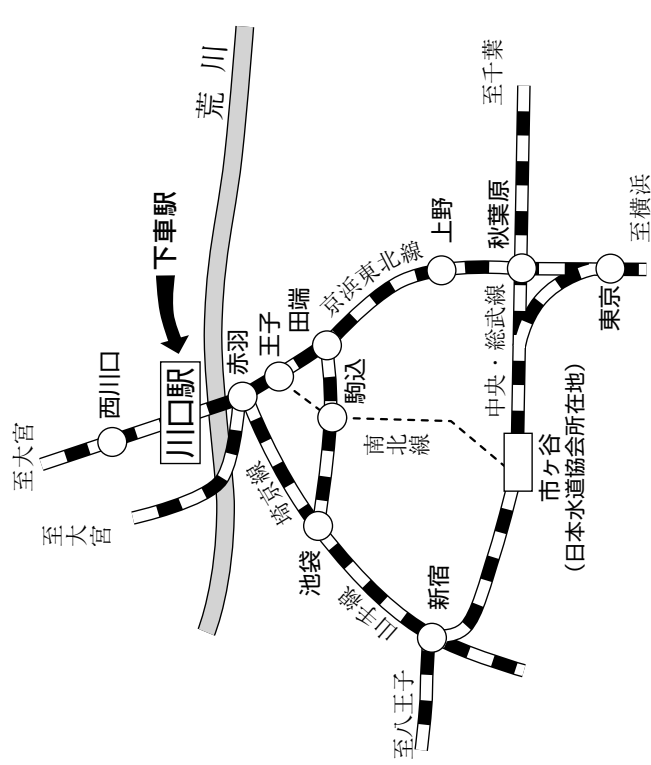 至千葉
荒川
至横浜
秋葉原
上野
下車駅
東京
京浜東北線
田端
中央・総武線
王子
赤羽
駒込
西川口
川口駅
南北線
至大宮
市ヶ谷
(日本水道協会所在地)
埼京線
至大宮
池袋
新宿
山手線
至八王子